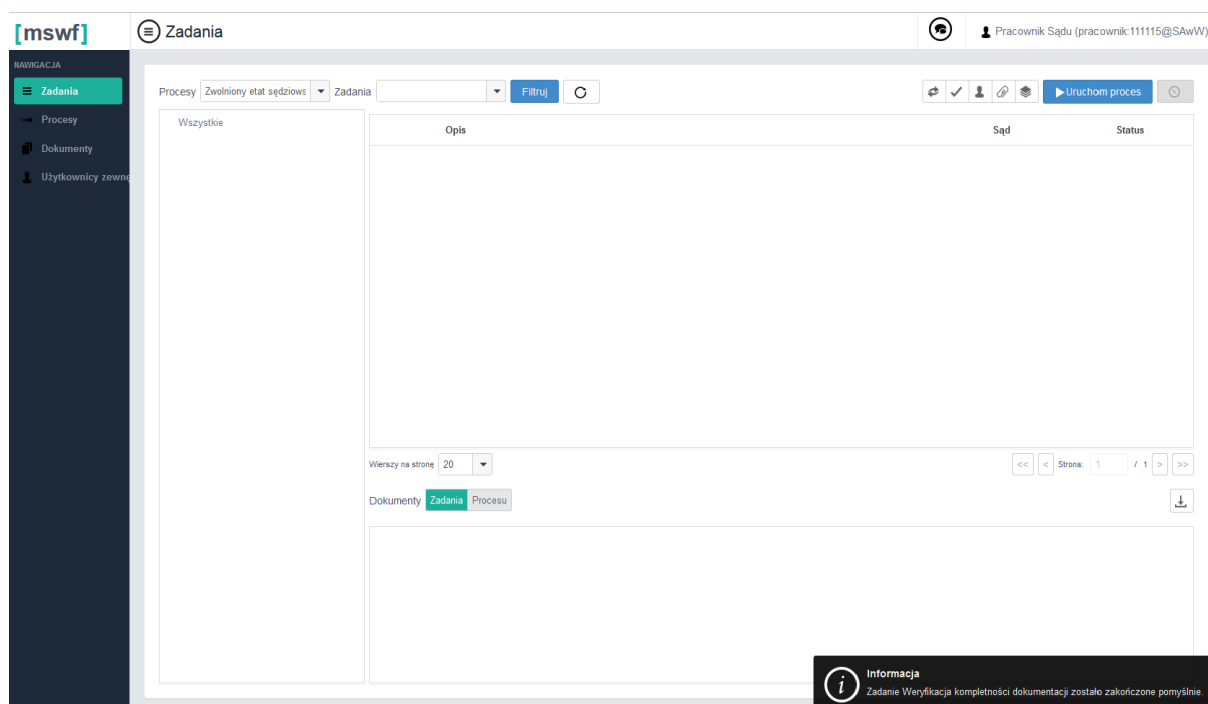 [mswf]
Zadania
Pracownik Sądu (pracownik:111115@SAwW)
NAWIGACJA
Zadania
Procesy
Dokumenty
Użytkownicy zewnę
Procesy Zwolniony etat sędziows Zadania Filtruj Uruchom proces
Wszystkie
Opis Sąd Status
Wierszy na stronę 20 << < Strona: 1 / 1 > >>
Dokumenty Zadania Procesu
Informacja
Zadanie Weryfikacja kompletności dokumentacji zostało zakończone pomyślnie.